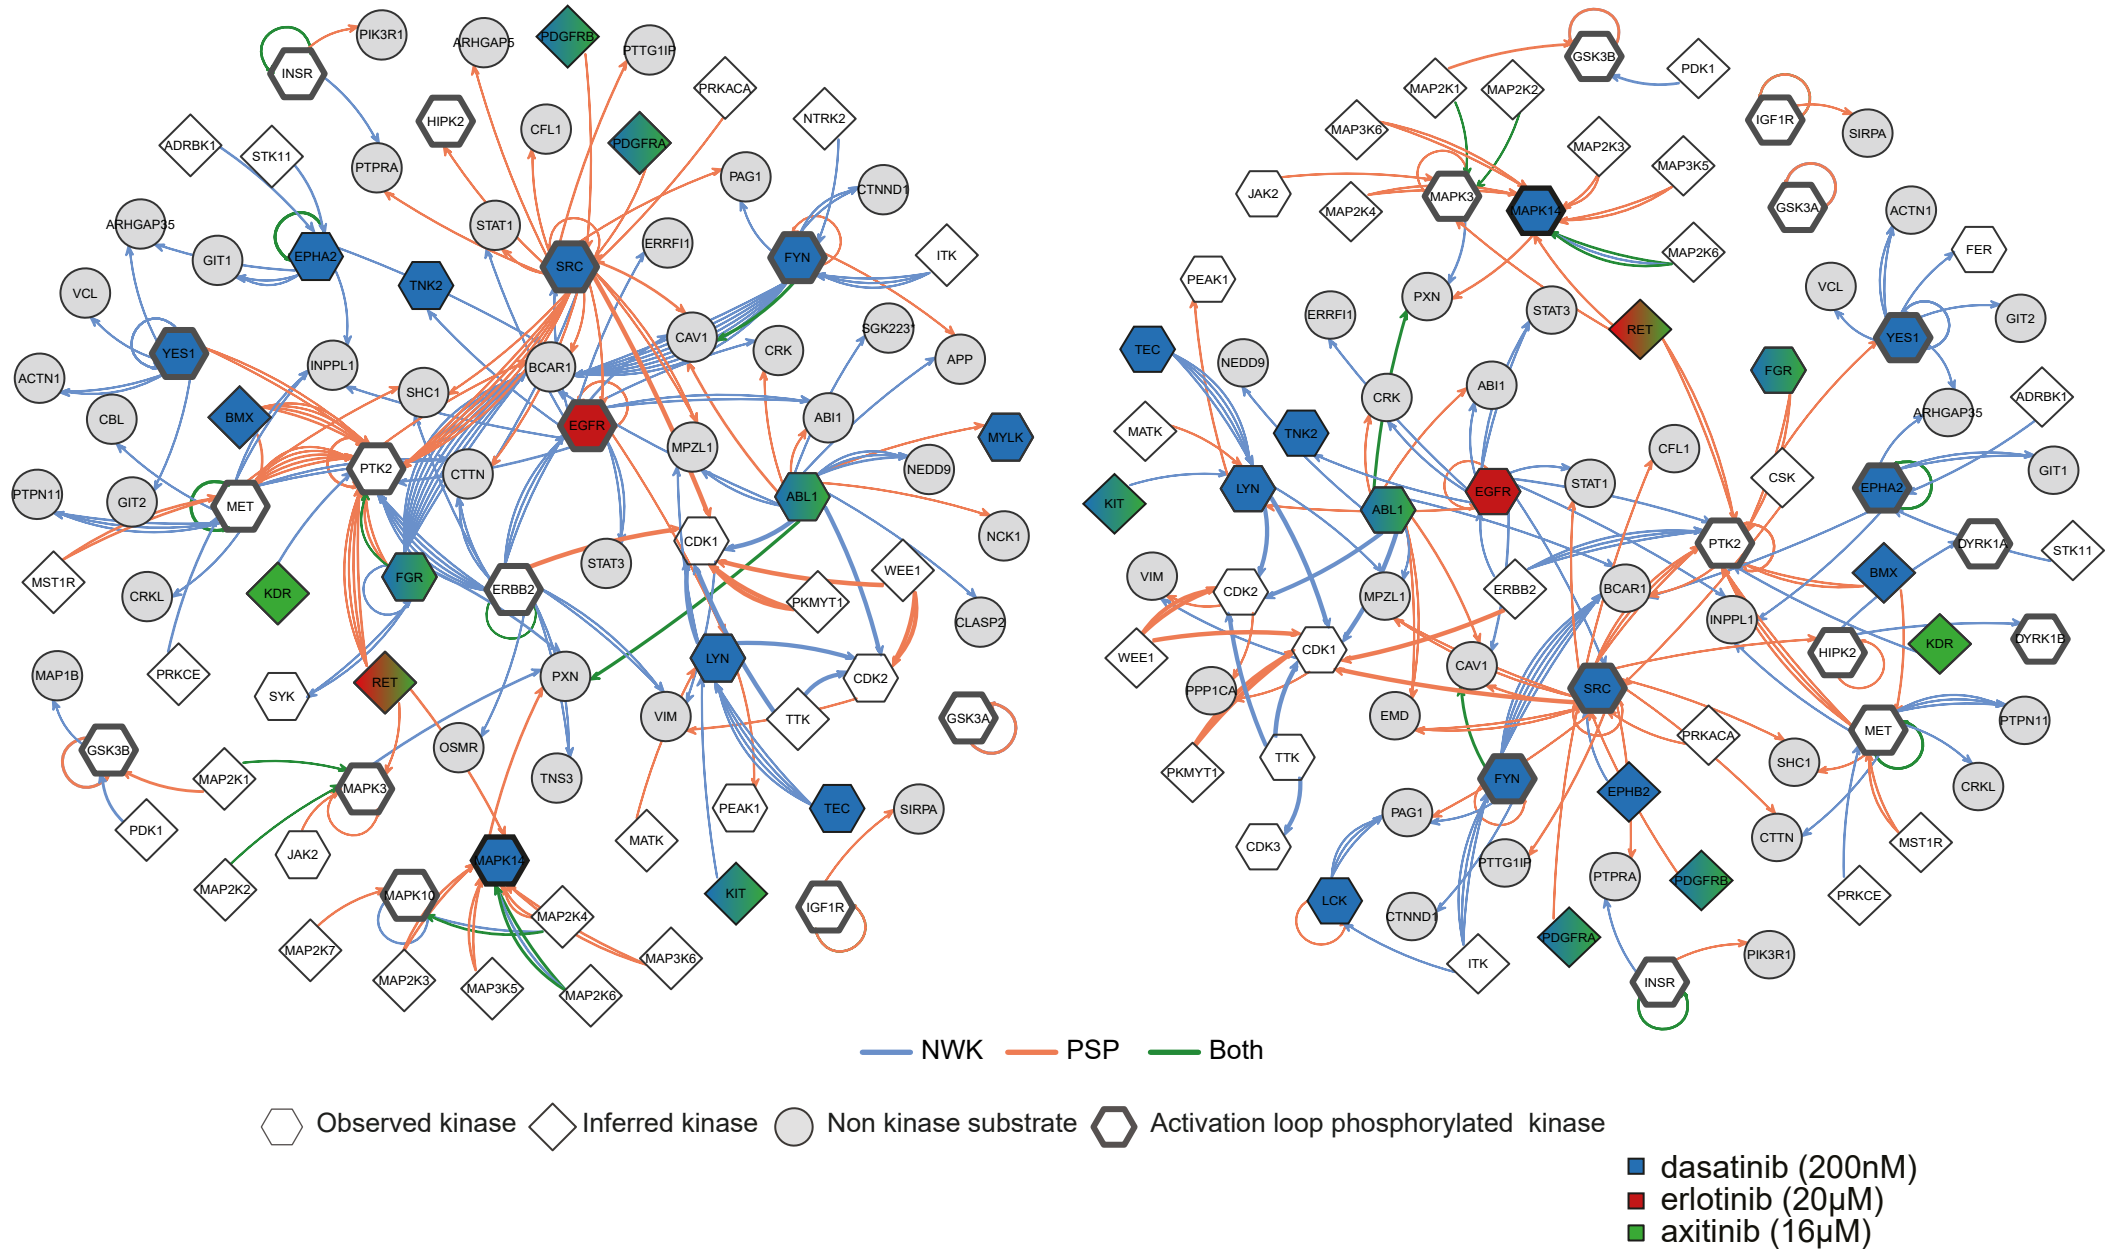 PIK3R1
ARHGAP5
PDGFRB
PTTG1IP
INSR
PRKACA
HIPK2
CFL1
NTRK2
ADRBK1
STK11
PDGFRA
PTPRA
PAG1
CTNND1
ARHGAP35
STAT1
ERRFI1
GIT1
EPHA2
SRC
FYN
ITK
VCL
TNK2
SGK223*
YES1
INPPL1
CAV1
CRK
APP
BCAR1
ACTN1
SHC1
CBL
BMX
EGFR
ABI1
MYLK
MPZL1
PTK2
CTTN
NEDD9
PTPN11
GIT2
MET
ABL1
NCK1
CDK1
STAT3
WEE1
MST1R
CRKL
KDR
FGR
ERBB2
PKMYT1
CLASP2
LYN
MAP1B
PRKCE
SYK
RET
PXN
CDK2
VIM
TTK
GSK3A
GSK3B
OSMR
MAP2K1
MAPK3
TNS3
PEAK1
TEC
SIRPA
PDK1
JAK2
MATK
MAPK14
MAP2K2
MAPK10
KIT
IGF1R
MAP2K4
MAP2K7
MAP2K3
MAP3K5
MAP2K6
MAP3K6
GSK3B
PDK1
MAP2K1
MAP2K2
IGF1R
SIRPA
MAP3K6
MAP2K3
MAP3K5
JAK2
MAP2K4
MAPK3
MAPK14
GSK3A
ACTN1
MAP2K6
FER
PEAK1
PXN
VCL
ERRFI1
STAT3
RET
GIT2
TEC
NEDD9
YES1
FGR
CRK
ABI1
ADRBK1
ARHGAP35
MATK
TNK2
CFL1
GIT1
KIT
LYN
ABL1
EGFR
STAT1
CSK
EPHA2
PTK2
DYRK1A
STK11
VIM
CDK2
MPZL1
ERBB2
BCAR1
BMX
INPPL1
WEE1
CDK1
HIPK2
KDR
DYRK1B
PPP1CA
CAV1
SRC
EMD
PTPN11
PRKACA
MET
PKMYT1
TTK
FYN
EPHB2
SHC1
CRKL
PAG1
CDK3
PTTG1IP
CTTN
MST1R
PTPRA
PDGFRB
PRKCE
LCK
CTNND1
PDGFRA
ITK
INSR
PIK3R1
NWK
PSP
Both
Observed kinase
Inferred kinase
Non kinase substrate
Activation loop phosphorylated kinase
dasatinib (200nM)
erlotinib (20µM)
axitinib (16µM)